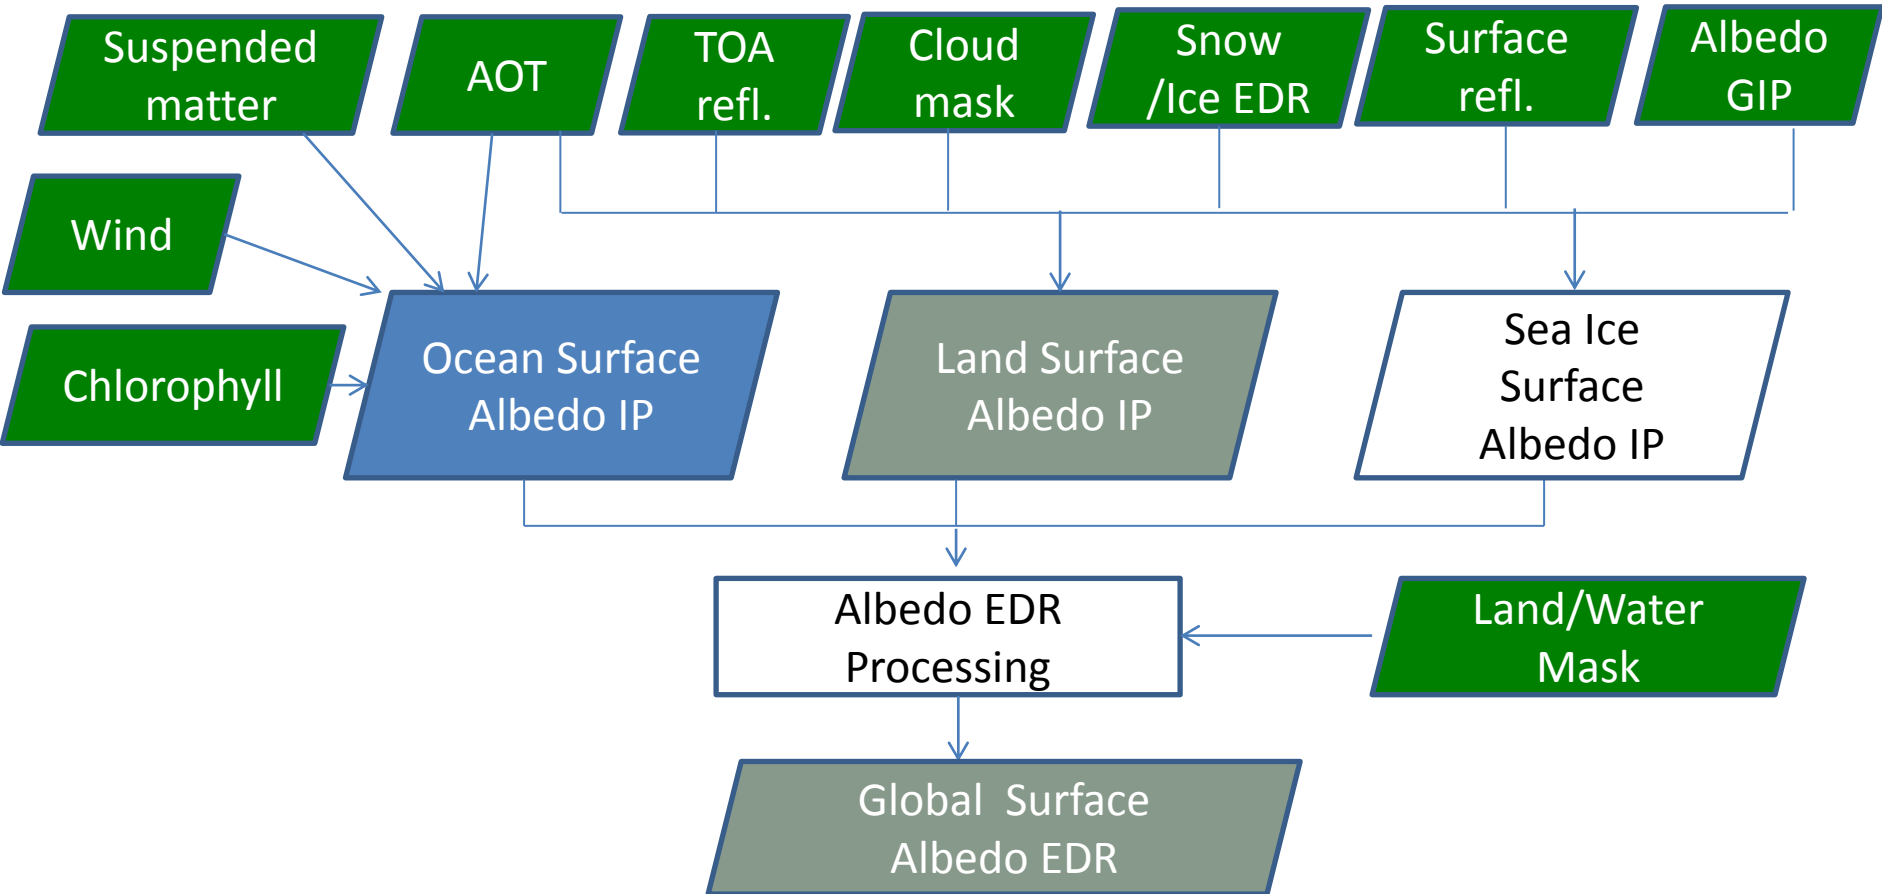 Suspended
matter
AOT
TOA
refl.
Cloud
mask
Snow
/Ice EDR
Surface
refl.
Albedo
GIP
Wind
Chlorophyll
Ocean Surface
Albedo IP
Land Surface
Albedo IP
Sea Ice
Surface
Albedo IP
Albedo EDR
Processing
Land/Water
Mask
Global  Surface
Albedo EDR